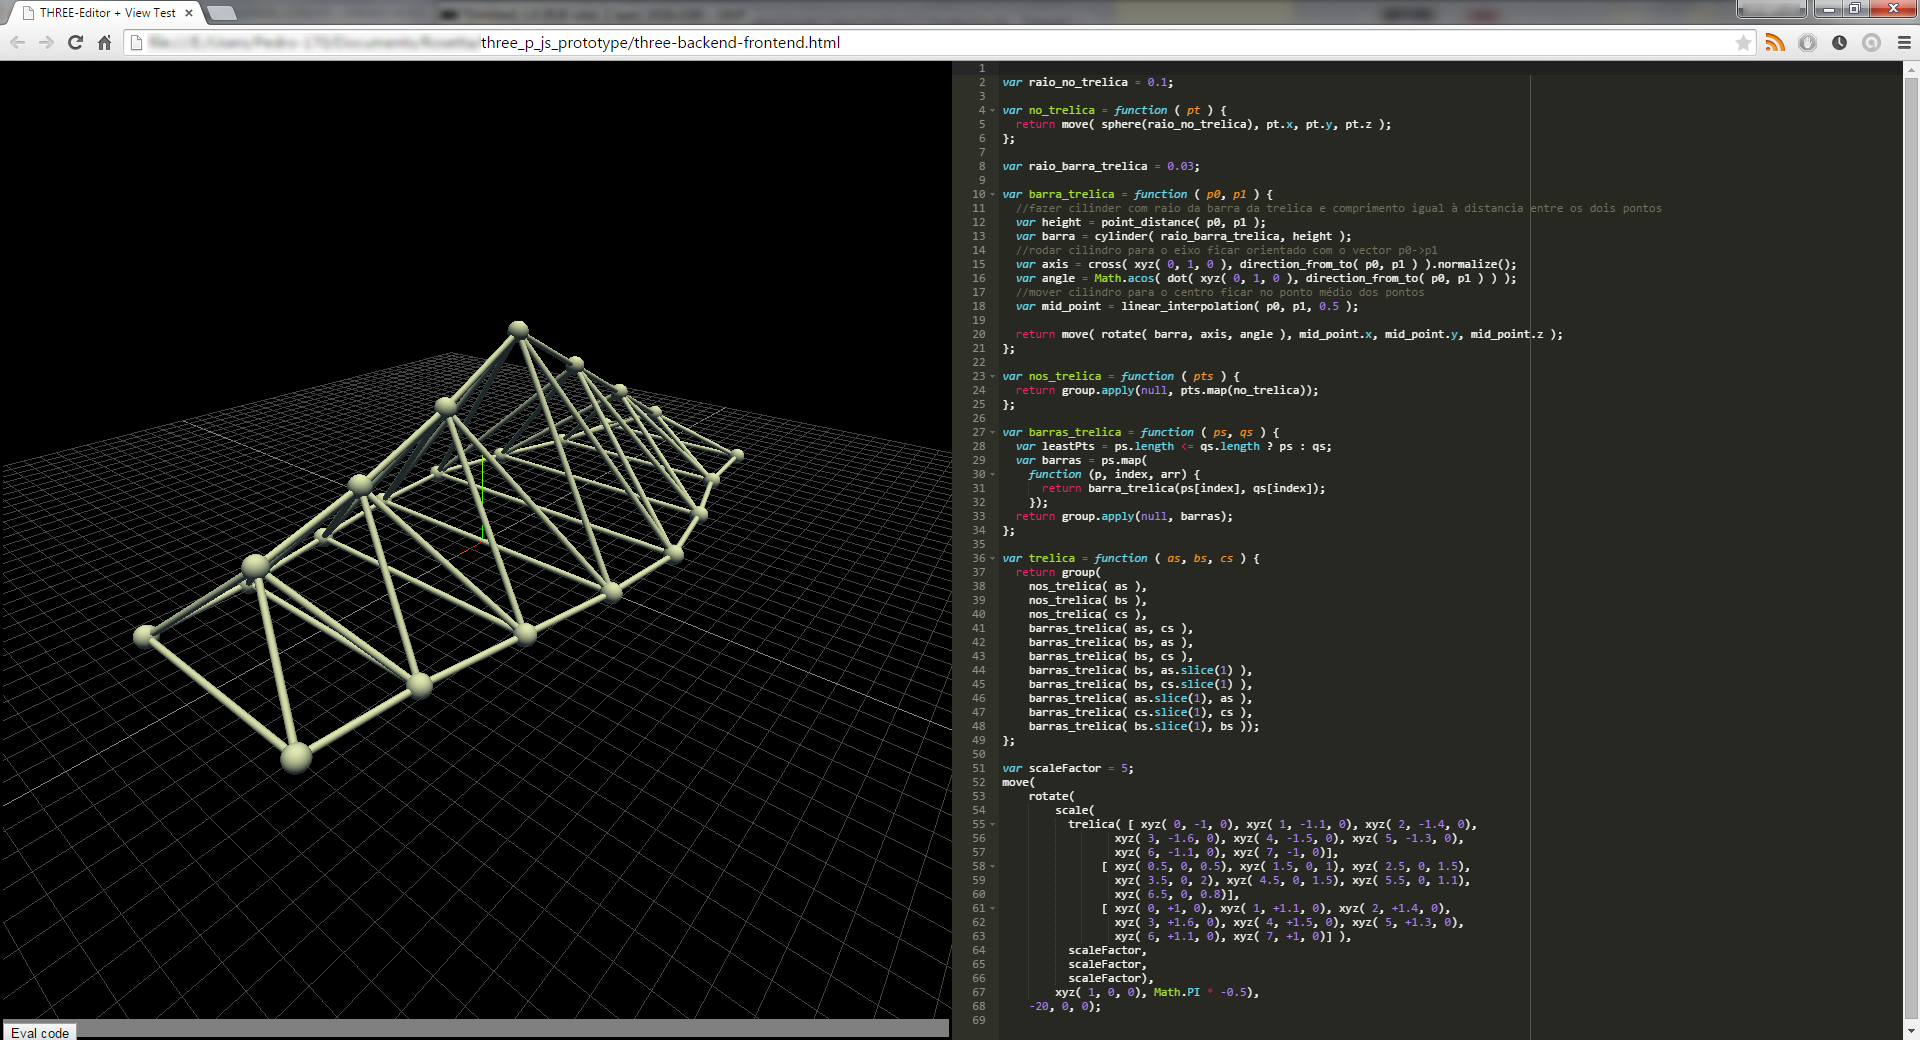 THREE-Editor + View Test
three_p_js_prototype/three-backend-frontend.html
1
2 var raio_no_trelica = 0.1;
3
4 var no_trelica = function ( pt ) {
5   return move( sphere(raio_no_trelica), pt.x, pt.y, pt.z );
6 };
7
8 var raio_barra_trelica = 0.03;
9
10 var barra_trelica = function ( p0, p1 ) {
11   //fazer cilinder com raio da barra da trelica e comprimento igual à distancia entre os dois pontos
12   var height = point_distance( p0, p1 );
13   var barra = cylinder( raio_barra_trelica, height );
14   //rodar cilindro para o eixo ficar orientado com o vector p0->p1
15   var axis = cross( xyz( 0, 1, 0 ), direction_from_to( p0, p1 ) ).normalize();
16   var angle = Math.acos( dot( xyz( 0, 1, 0 ), direction_from_to( p0, p1 ) ) );
17   //mover cilindro para o centro ficar no ponto médio dos pontos
18   var mid_point = linear_interpolation( p0, p1, 0.5 );
19
20   return move( rotate( barra, axis, angle ), mid_point.x, mid_point.y, mid_point.z );
21 };
22
23 var nos_trelica = function ( pts ) {
24   return group.apply(null, pts.map(no_trelica));
25 };
26
27 var barras_trelica = function ( ps, qs ) {
28   var leastPts = ps.length <= qs.length ? ps : qs;
29   var barras = ps.map(
30     function (p, index, arr) {
31       return barra_trelica(ps[index], qs[index]);
32     });
33   return group.apply(null, barras);
34 };
35
36 var trelica = function ( as, bs, cs ) {
37   return group(
38     nos_trelica( as ),
39     nos_trelica( bs ),
40     nos_trelica( cs ),
41     barras_trelica( as, cs ),
42     barras_trelica( bs, as ),
43     barras_trelica( bs, cs ),
44     barras_trelica( bs, as.slice(1) ),
45     barras_trelica( bs, cs.slice(1) ),
46     barras_trelica( as.slice(1), as ),
47     barras_trelica( cs.slice(1), cs ),
48     barras_trelica( bs.slice(1), bs ));
49 };
50
51 var scaleFactor = 5;
52 move(
53     rotate(
54         scale(
55           trelica( [ xyz( 0, -1, 0), xyz( 1, -1.1, 0), xyz( 2, -1.4, 0),
56                  xyz( 3, -1.6, 0), xyz( 4, -1.5, 0), xyz( 5, -1.3, 0),
57                  xyz( 6, -1.1, 0), xyz( 7, -1, 0)],
58                [ xyz( 0.5, 0, 0.5), xyz( 1.5, 0, 1), xyz( 2.5, 0, 1.5),
59                  xyz( 3.5, 0, 2), xyz( 4.5, 0, 1.5), xyz( 5.5, 0, 1.1),
60                  xyz( 6.5, 0, 0.8)],
61                [ xyz( 0, +1, 0), xyz( 1, +1.1, 0), xyz( 2, +1.4, 0),
62                  xyz( 3, +1.6, 0), xyz( 4, +1.5, 0), xyz( 5, +1.3, 0),
63                  xyz( 6, +1.1, 0), xyz( 7, +1, 0)] ),
64           scaleFactor,
65           scaleFactor,
66           scaleFactor),
67         xyz( 1, 0, 0), Math.PI * -0.5),
68     -20, 0, 0);
69
Eval code